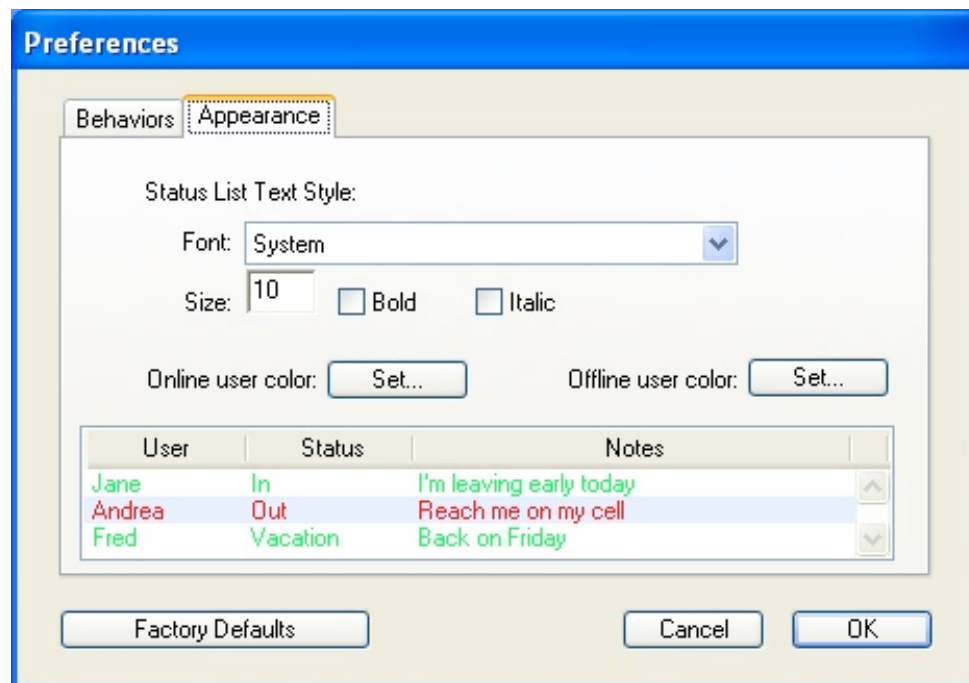 Preferences
Behaviors Appearance
Status List Text Style:
Font: System
Size: 10 Bold Italic
Online user color: Set... Offline user color: Set...
User Status Notes
Jane In I'm leaving early today
Andrea Out Reach me on my cell
Fred Vacation Back on Friday
Factory Defaults Cancel OK